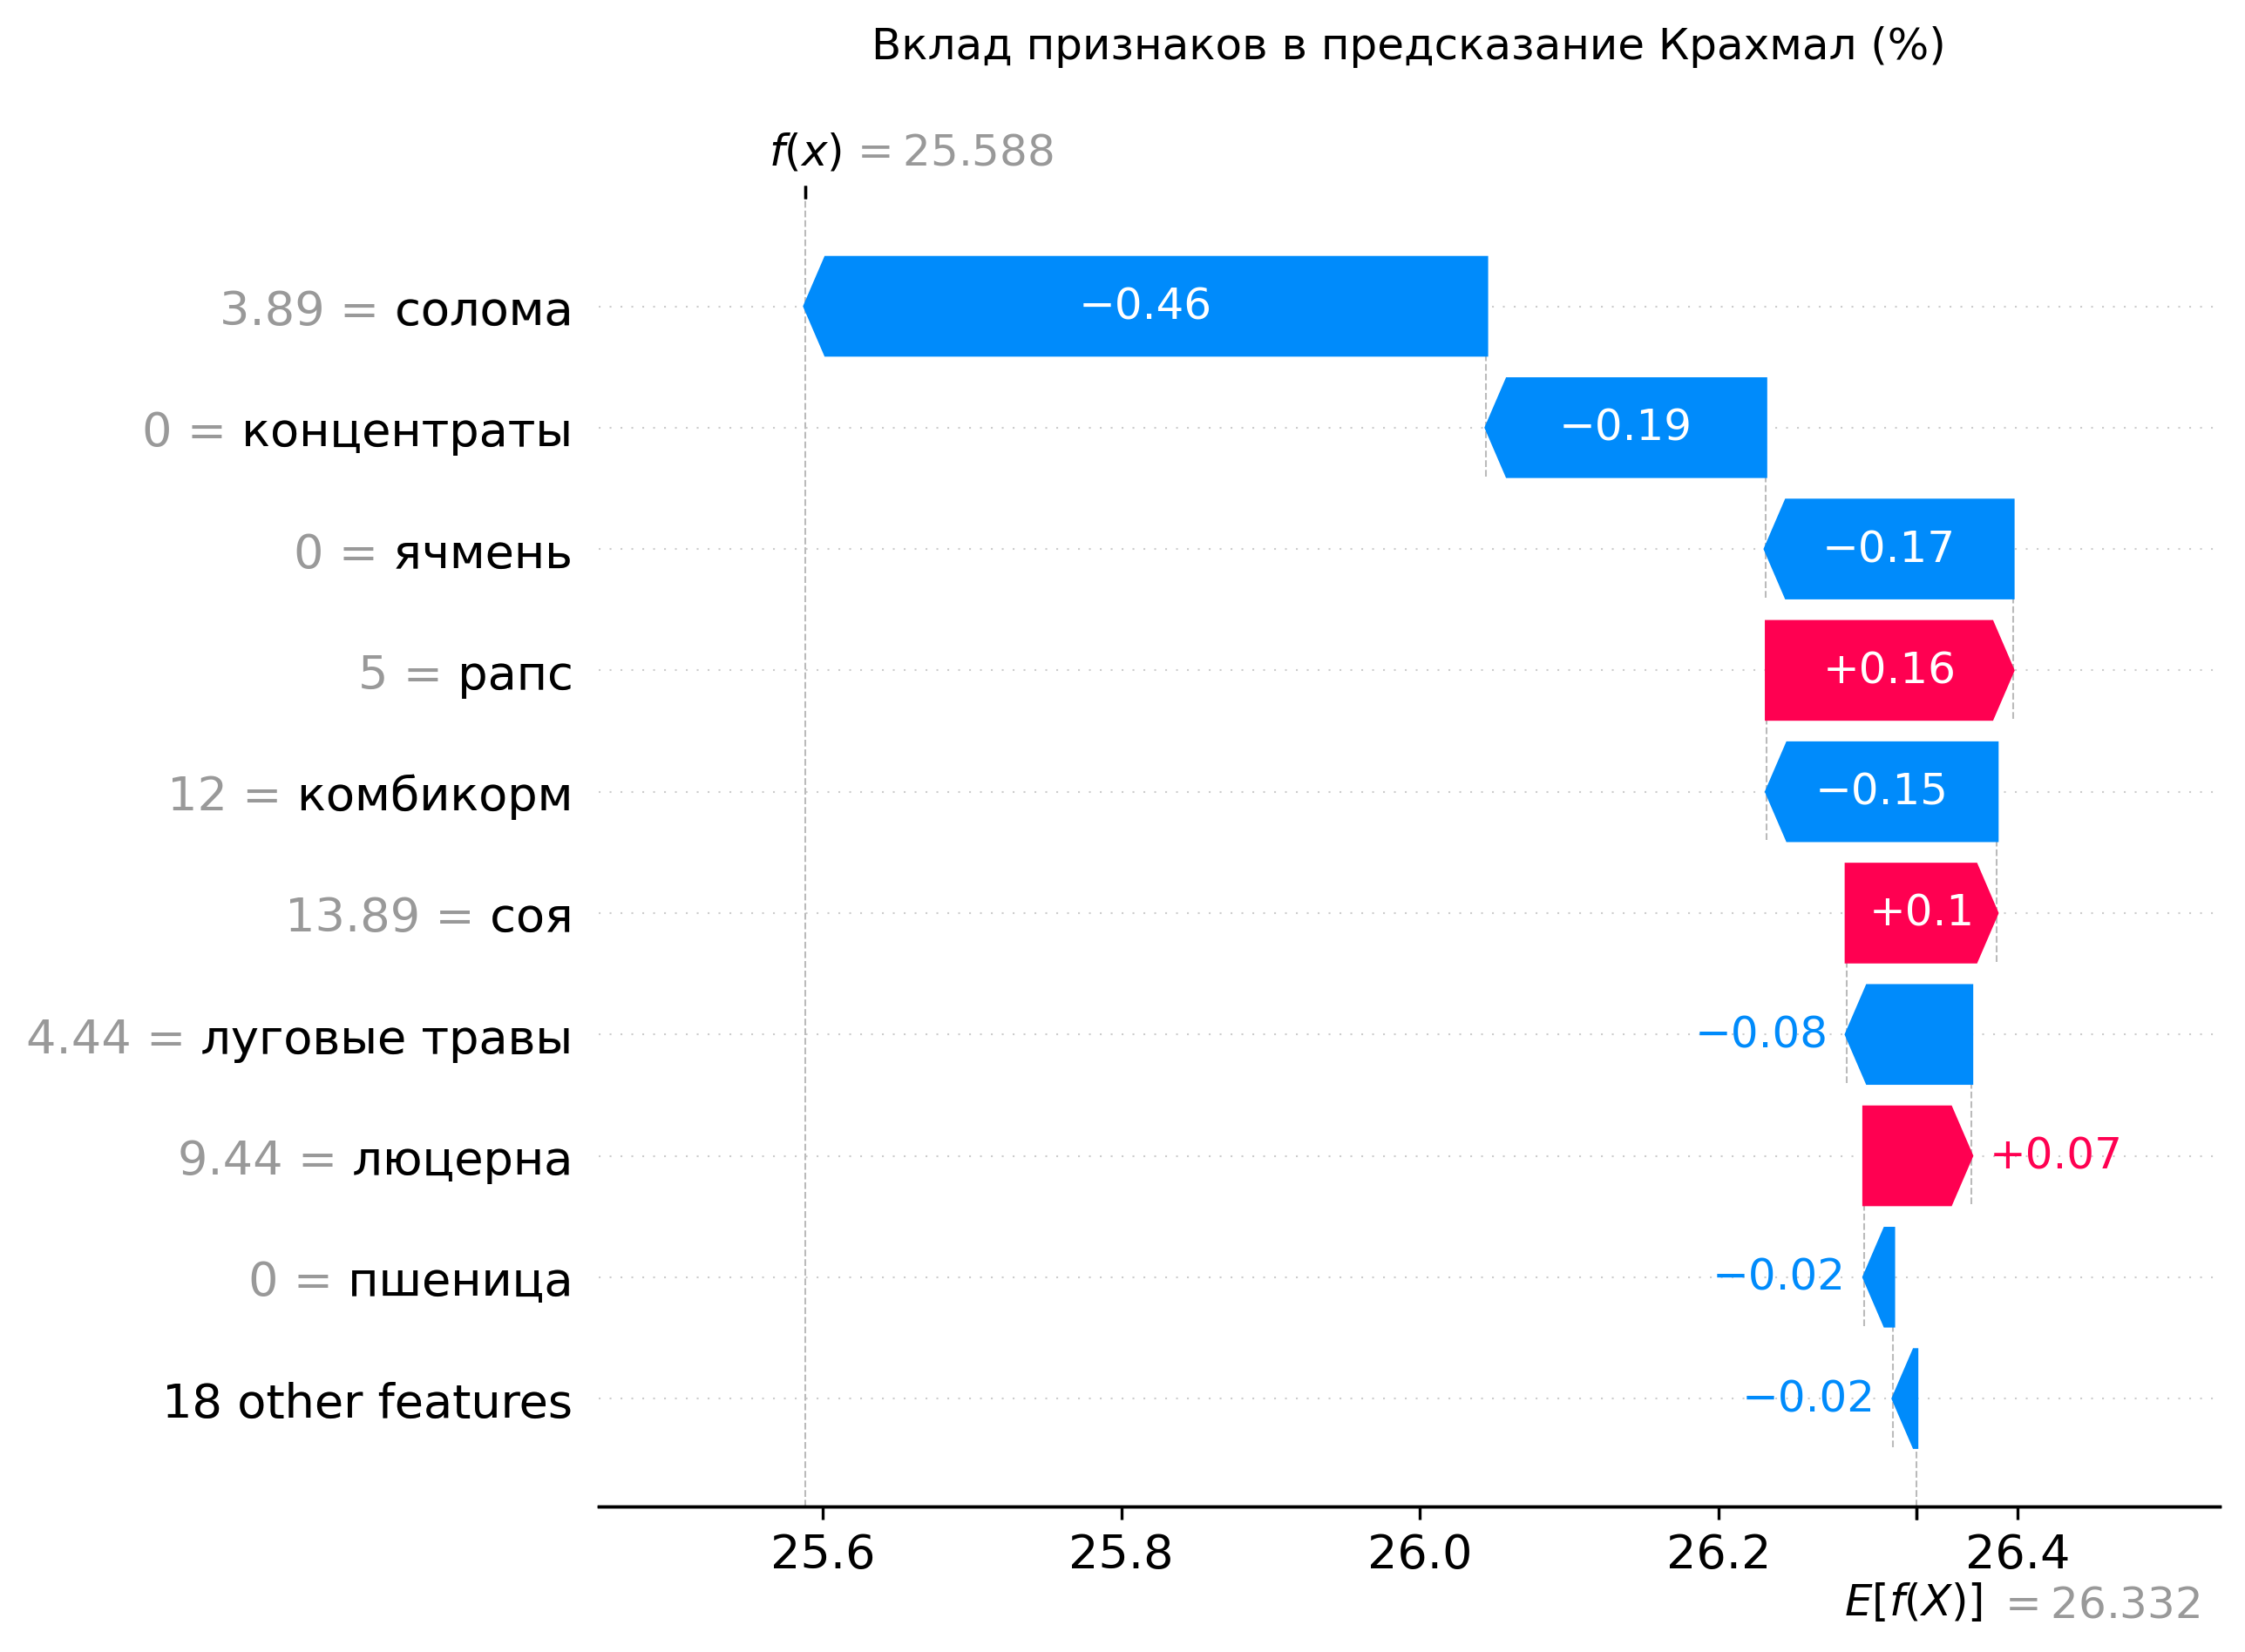 Вклад признаков в предсказание Крахмал (%)
f(x) = 25.588
3.89 = солома −0.46
0 = концентраты −0.19
0 = ячмень −0.17
5 = рапс +0.16
12 = комбикорм −0.15
13.89 = соя +0.1
4.44 = луговые травы −0.08
9.44 = люцерна +0.07
0 = пшеница −0.02
18 other features −0.02
25.6 25.8 26.0 26.2 26.4
E[f(X)] = 26.332